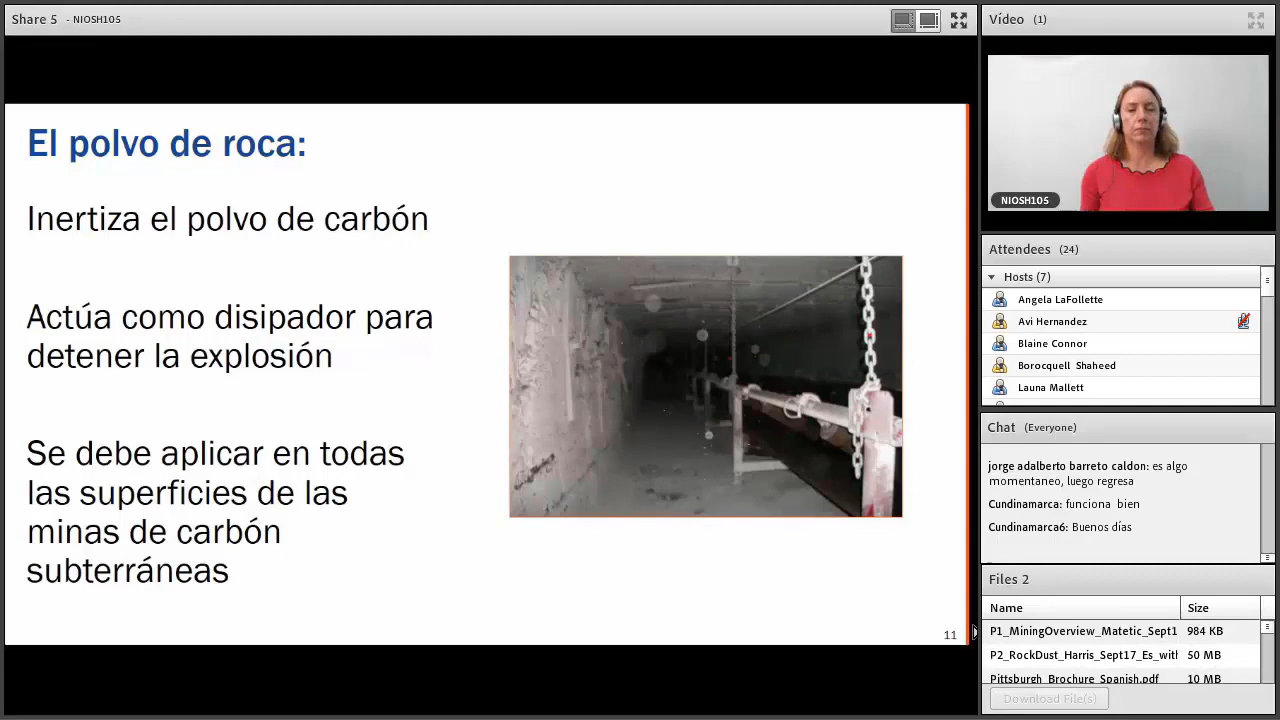 Share 5 - NIOSH105
El polvo de roca:
Inertiza el polvo de carbón
Actúa como disipador para
detener la explosión
Se debe aplicar en todas
las superficies de las
minas de carbón
subterráneas
11
Vídeo (1)
NIOSH105
Attendees (24)
Hosts (7)
Angela LaFollette
Avi Hernandez
Blaine Connor
Borocquell Shaheed
Launa Mallett
Chat (Everyone)
jorge adalberto barreto caldon: es algo
momentaneo, luego regresa
Cundinamarca: funciona bien
Cundinamarca6: Buenos días
Files 2
Name Size
P1_MiningOverview_Matetic_Sept1 984 KB
P2_RockDust_Harris_Sept17_Es_with 50 MB
Pittsburgh_Brochure_Spanish.pdf 10 MB
Download File(s)